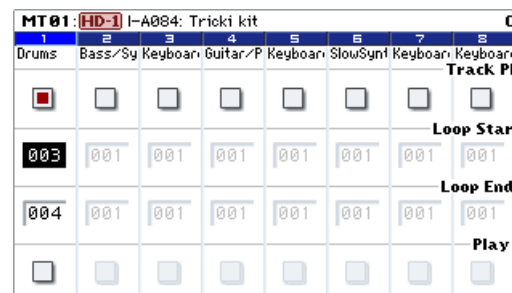 MT01: HD-1 I-A084: Tricki kit
1 2 3 4 5 6 7 8
Drums Bass/Sy Keyboar Guitar/P Keyboar SlowSynt Keyboar Keyboar
Track Pl
Loop Star
003 001 001 001 001 001 001 001
Loop End
004 001 001 001 001 001 001 001
Play